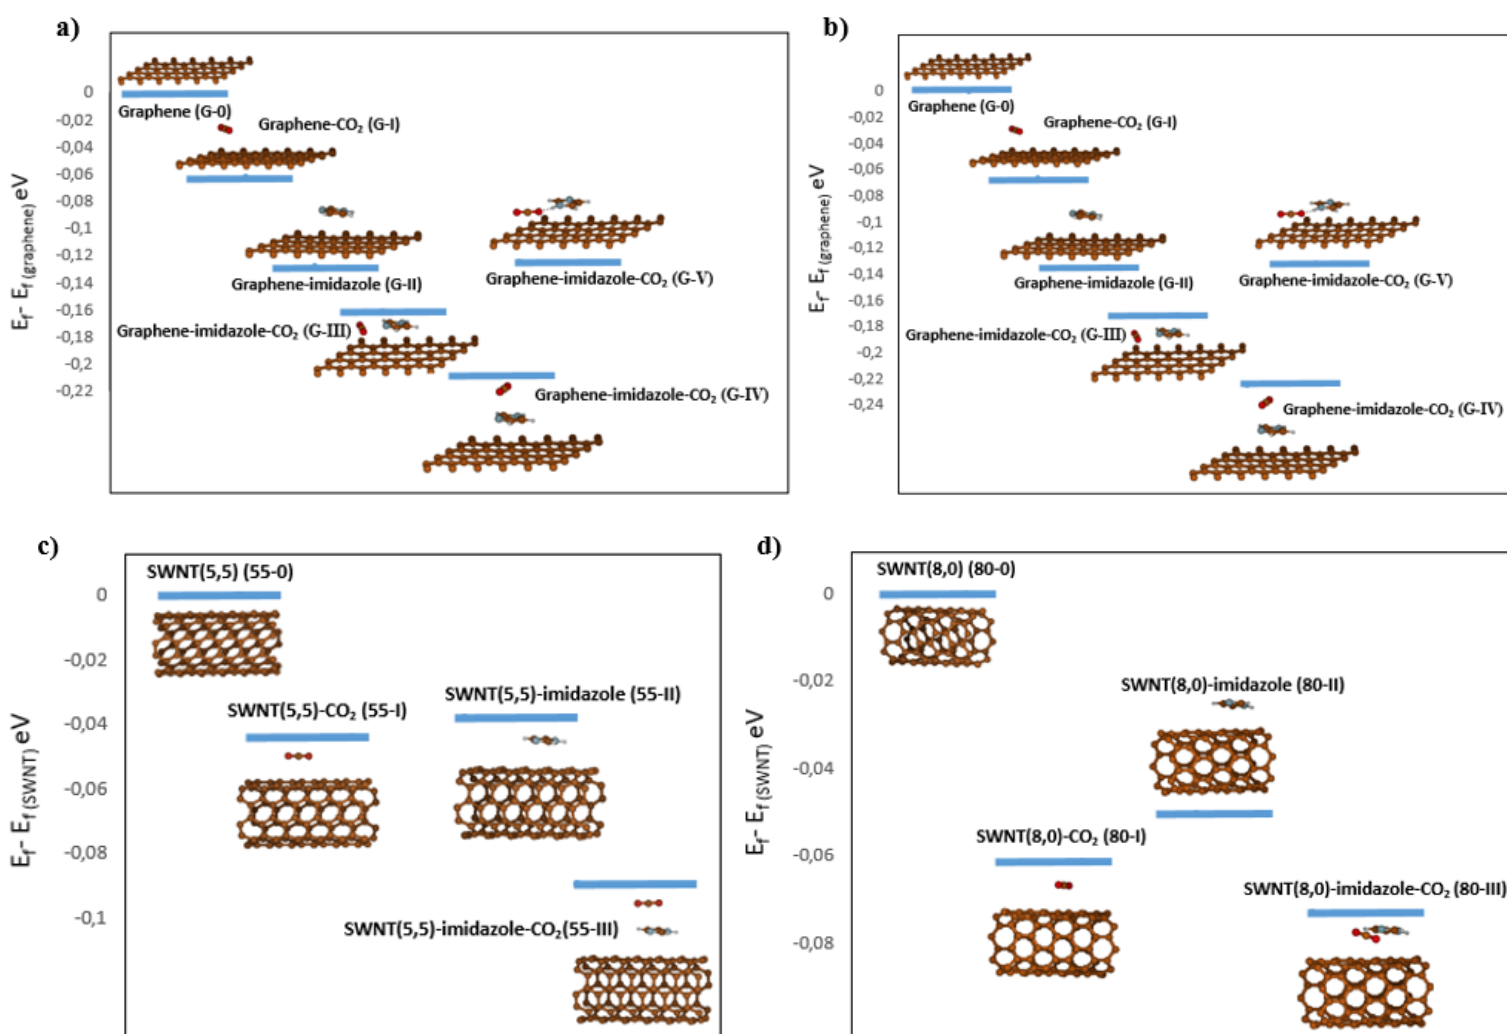 a)
E_f- E_f (graphene) eV
0
-0,02
-0,04
-0,06
-0,08
-0,1
-0,12
-0,14
-0,16
-0,18
-0,2
-0,22
Graphene (G-0)
Graphene-CO₂ (G-I)
Graphene-imidazole (G-II)
Graphene-imidazole-CO₂ (G-V)
Graphene-imidazole-CO₂ (G-III)
Graphene-imidazole-CO₂ (G-IV)
b)
E_f- E_f (graphene) eV
0
-0,02
-0,04
-0,06
-0,08
-0,1
-0,12
-0,14
-0,16
-0,18
-0,2
-0,22
-0,24
Graphene (G-0)
Graphene-CO₂ (G-I)
Graphene-imidazole (G-II)
Graphene-imidazole-CO₂ (G-V)
Graphene-imidazole-CO₂ (G-III)
Graphene-imidazole-CO₂ (G-IV)
c)
E_f- E_f (SWNT) eV
0
-0,02
-0,04
-0,06
-0,08
-0,1
SWNT(5,5) (55-0)
SWNT(5,5)-CO₂ (55-I)
SWNT(5,5)-imidazole (55-II)
SWNT(5,5)-imidazole-CO₂(55-III)
d)
E_f- E_f (SWNT) eV
0
-0,02
-0,04
-0,06
-0,08
SWNT(8,0) (80-0)
SWNT(8,0)-imidazole (80-II)
SWNT(8,0)-CO₂ (80-I)
SWNT(8,0)-imidazole-CO₂ (80-III)